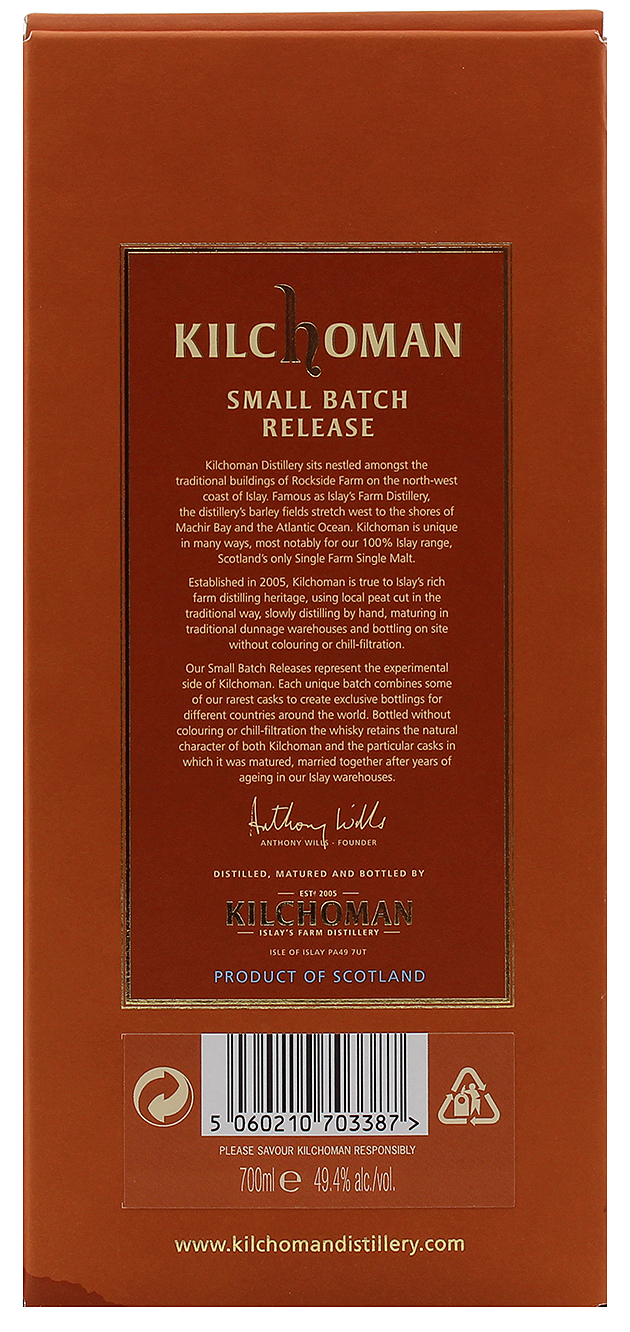 KILCHOMAN
SMALL BATCH
RELEASE
Kilchoman Distillery sits nestled amongst the
traditional buildings of Rockside Farm on the north-west
coast of Islay. Famous as Islay's Farm Distillery,
the distillery's barley fields stretch west to the shores of
Machir Bay and the Atlantic Ocean. Kilchoman is unique
in many ways, most notably for our 100% Islay range,
Scotland's only Single Farm Single Malt.
Established in 2005, Kilchoman is true to Islay's rich
farm distilling heritage, using local peat cut in the
traditional way, slowly distilling by hand, maturing in
traditional dunnage warehouses and bottling on site
without colouring or chill-filtration.
Our Small Batch Releases represent the experimental
side of Kilchoman. Each unique batch combines some
of our rarest casks to create exclusive bottlings for
different countries around the world. Bottled without
colouring or chill-filtration the whisky retains the natural
character of both Kilchoman and the particular casks in
which it was matured, married together after years of
ageing in our Islay warehouses.
Anthony Wills
ANTHONY WILLS - FOUNDER
DISTILLED, MATURED AND BOTTLED BY
ESTd 2005
KILCHOMAN
ISLAY'S FARM DISTILLERY
ISLE OF ISLAY PA49 7UT
PRODUCT OF SCOTLAND
5 060210 703387 >
PLEASE SAVOUR KILCHOMAN RESPONSIBLY
700ml e 49.4% alc./vol.
www.kilchomandistillery.com